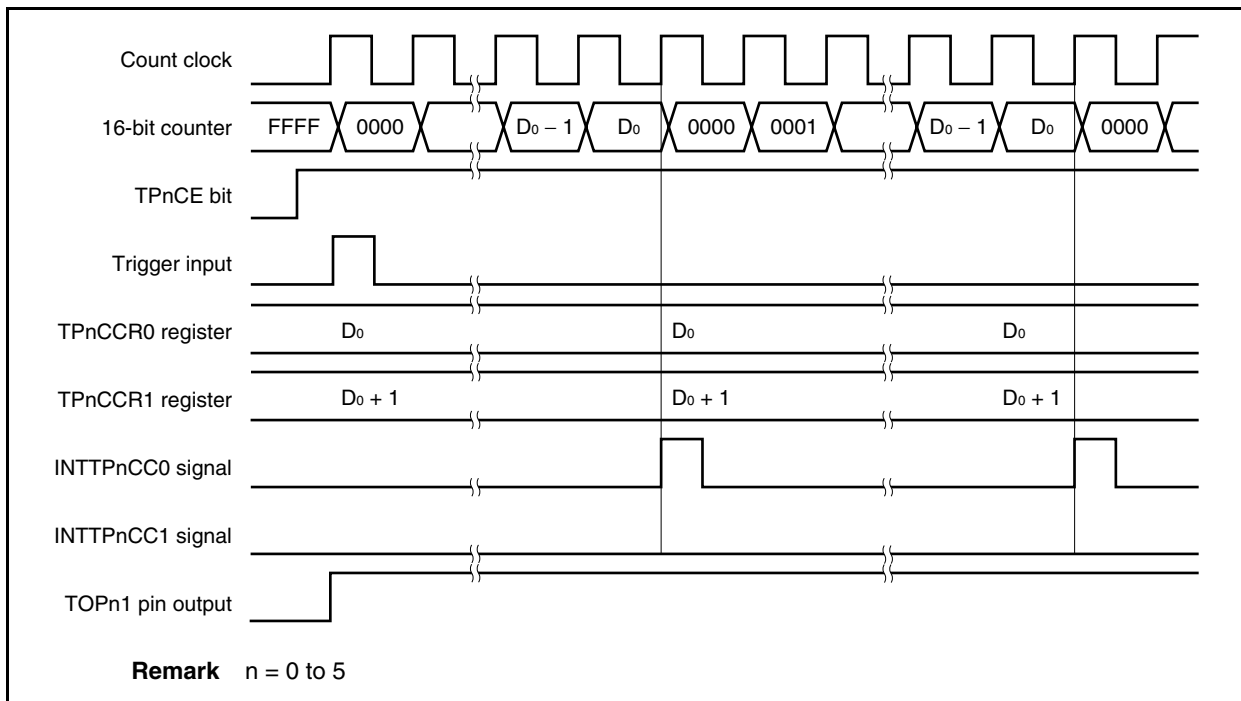 Count clock
16-bit counter FFFF 0000 D₀ − 1 D₀ 0000 0001 D₀ − 1 D₀ 0000
TPnCE bit
Trigger input
TPnCCR0 register D₀ D₀ D₀
TPnCCR1 register D₀ + 1 D₀ + 1 D₀ + 1
INTTPnCC0 signal
INTTPnCC1 signal
TOPn1 pin output
Remark n = 0 to 5